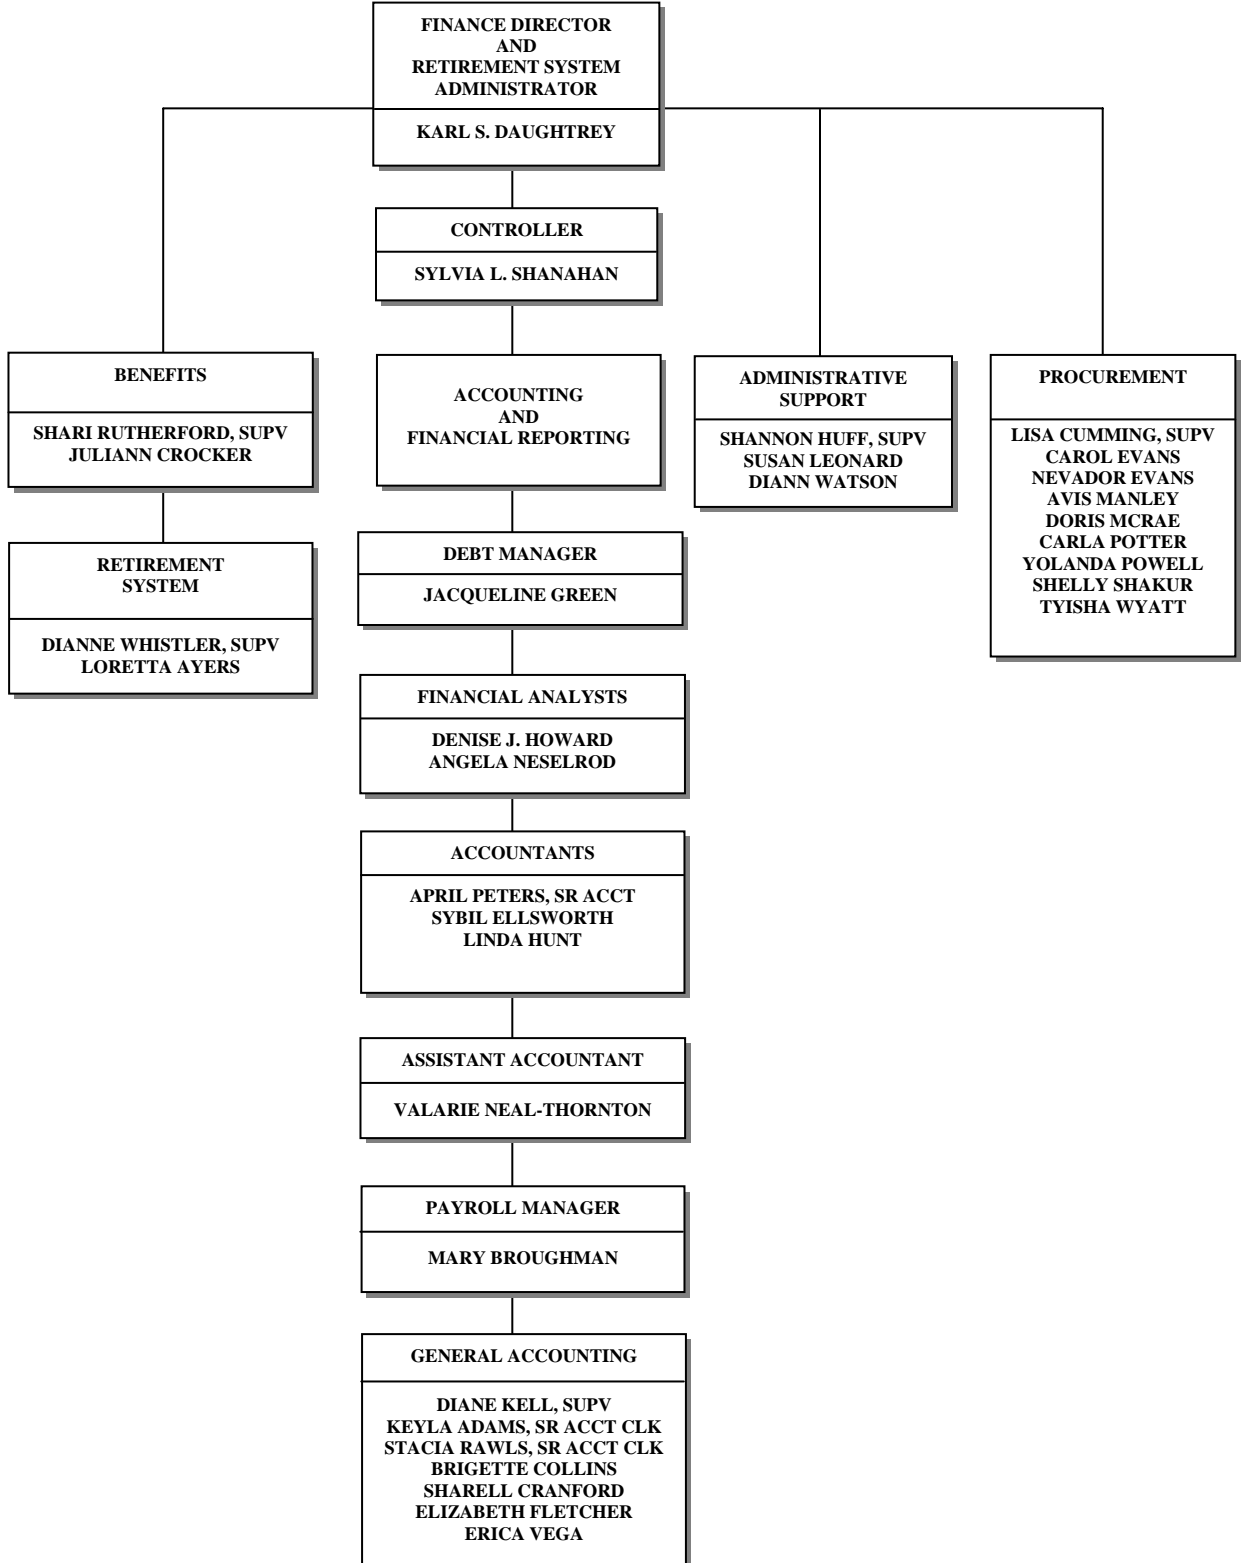 FINANCE DIRECTOR
AND
RETIREMENT SYSTEM
ADMINISTRATOR
KARL S. DAUGHTREY
CONTROLLER
SYLVIA L. SHANAHAN
BENEFITS
SHARI RUTHERFORD, SUPV
JULIANN CROCKER
RETIREMENT
SYSTEM
DIANNE WHISTLER, SUPV
LORETTA AYERS
ACCOUNTING
AND
FINANCIAL REPORTING
DEBT MANAGER
JACQUELINE GREEN
FINANCIAL ANALYSTS
DENISE J. HOWARD
ANGELA NESELROD
ACCOUNTANTS
APRIL PETERS, SR ACCT
SYBIL ELLSWORTH
LINDA HUNT
ASSISTANT ACCOUNTANT
VALARIE NEAL-THORNTON
PAYROLL MANAGER
MARY BROUGHMAN
GENERAL ACCOUNTING
DIANE KELL, SUPV
KEYLA ADAMS, SR ACCT CLK
STACIA RAWLS, SR ACCT CLK
BRIGETTE COLLINS
SHARELL CRANFORD
ELIZABETH FLETCHER
ERICA VEGA
ADMINISTRATIVE
SUPPORT
SHANNON HUFF, SUPV
SUSAN LEONARD
DIANN WATSON
PROCUREMENT
LISA CUMMING, SUPV
CAROL EVANS
NEVADOR EVANS
AVIS MANLEY
DORIS MCRAE
CARLA POTTER
YOLANDA POWELL
SHELLY SHAKUR
TYISHA WYATT